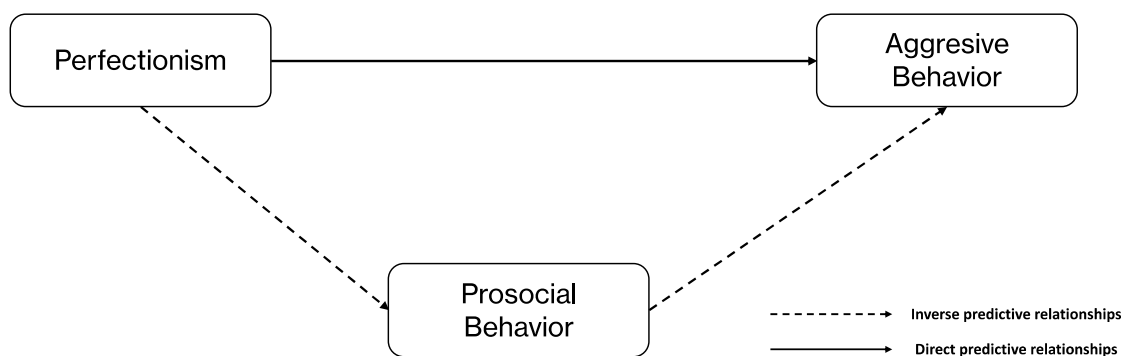 Perfectionism
Aggresive
Behavior
Prosocial
Behavior
Inverse predictive relationships
Direct predictive relationships